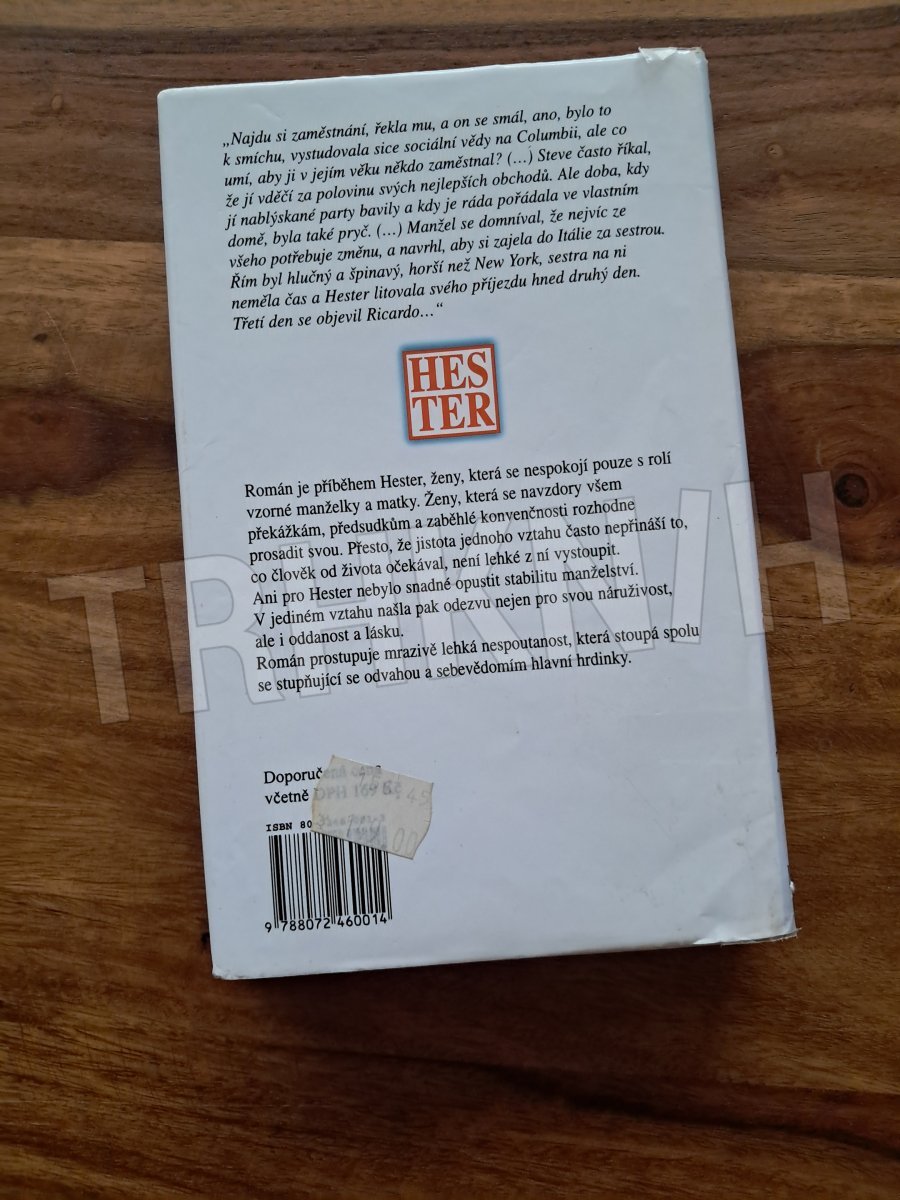 „Najdu si zaměstnání, řekla mu, a on se smál, ano, bylo to
k smíchu, vystudovala sice sociální vědy na Columbii, ale co
umí, aby ji v jejím věku někdo zaměstnal? (…) Steve často říkal,
že jí vděčí za polovinu svých nejlepších obchodů. Ale doba, kdy
jí nablýskané party bavily a kdy je ráda pořádala ve vlastním
domě, byla také pryč. (…) Manžel se domníval, že nejvíc ze
všeho potřebuje změnu, a navrhl, aby si zajela do Itálie za sestrou.
Řím byl hlučný a špinavý, horší než New York, sestra na ni
neměla čas a Hester litovala svého příjezdu hned druhý den.
Třetí den se objevil Ricardo…“
HES
TER
Román je příběhem Hester, ženy, která se nespokojí pouze s rolí
vzorné manželky a matky. Ženy, která se navzdory všem
překážkám, předsudkům a zaběhlé konvenčnosti rozhodne
prosadit svou. Přesto, že jistota jednoho vztahu často nepřináší to,
co člověk od života očekával, není lehké z ní vystoupit.
Ani pro Hester nebylo snadné opustit stabilitu manželství.
V jediném vztahu našla pak odezvu nejen pro svou náruživost,
ale i oddanost a lásku.
Román prostupuje mrazivě lehká nespoutanost, která stoupá spolu
se stupňující se odvahou a sebevědomím hlavní hrdinky.
TRHKNIH
Doporučená cena
včetně DPH 169 Kč
ISBN 80
9 788072 460014